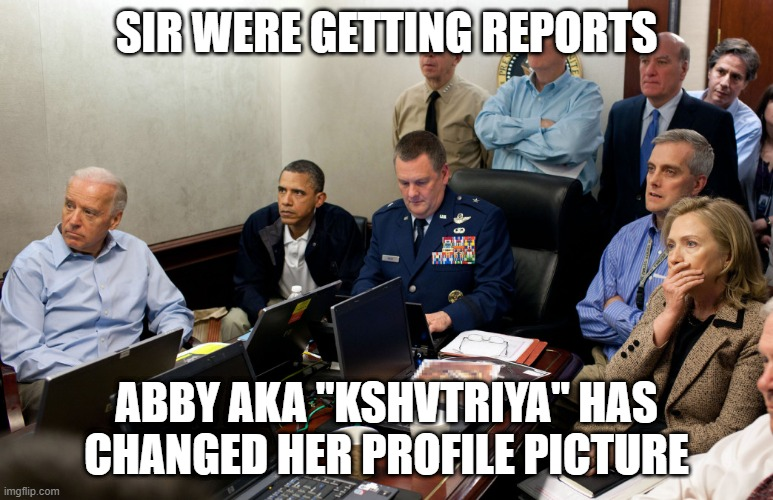 SIR WERE GETTING REPORTS
ABBY AKA "KSHVTRIYA" HAS
CHANGED HER PROFILE PICTURE
imgflip.com